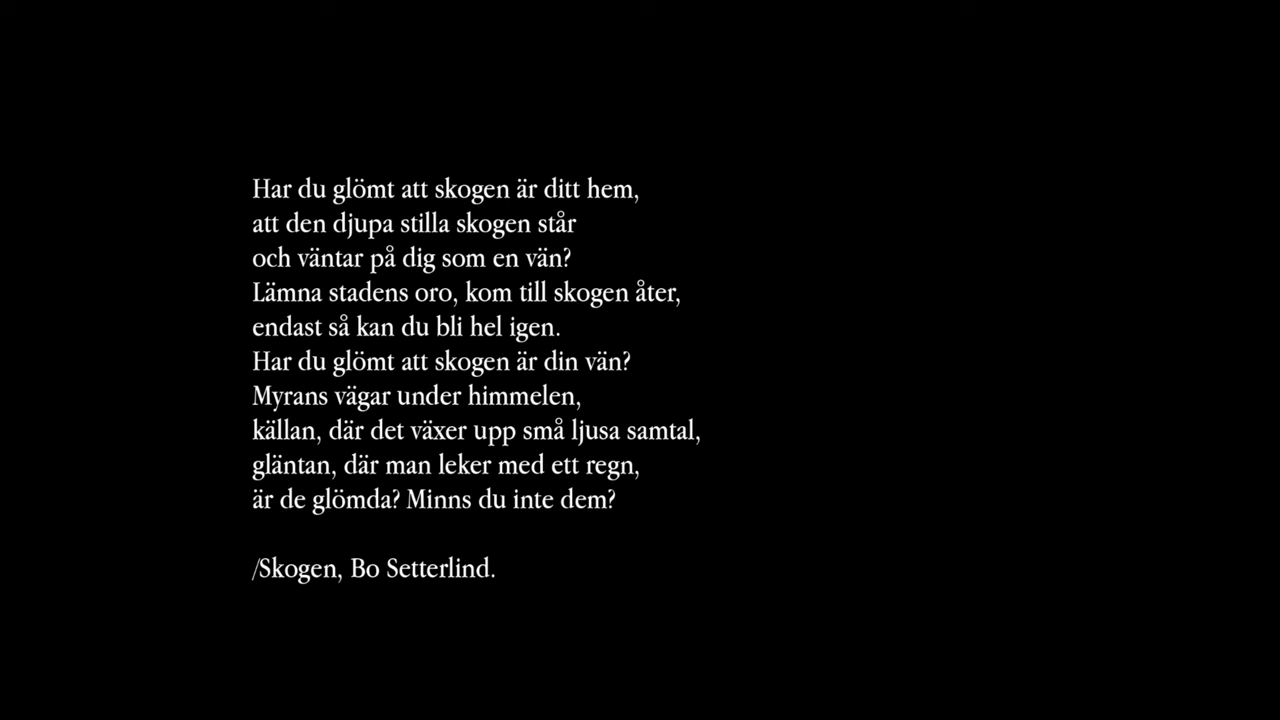 Har du glömt att skogen är ditt hem,
att den djupa stilla skogen står
och väntar på dig som en vän?
Lämna stadens oro, kom till skogen åter,
endast så kan du bli hel igen.
Har du glömt att skogen är din vän?
Myrans vägar under himmelen,
källan, där det växer upp små ljusa samtal,
gläntan, där man leker med ett regn,
är de glömda? Minns du inte dem?
/Skogen, Bo Setterlind.